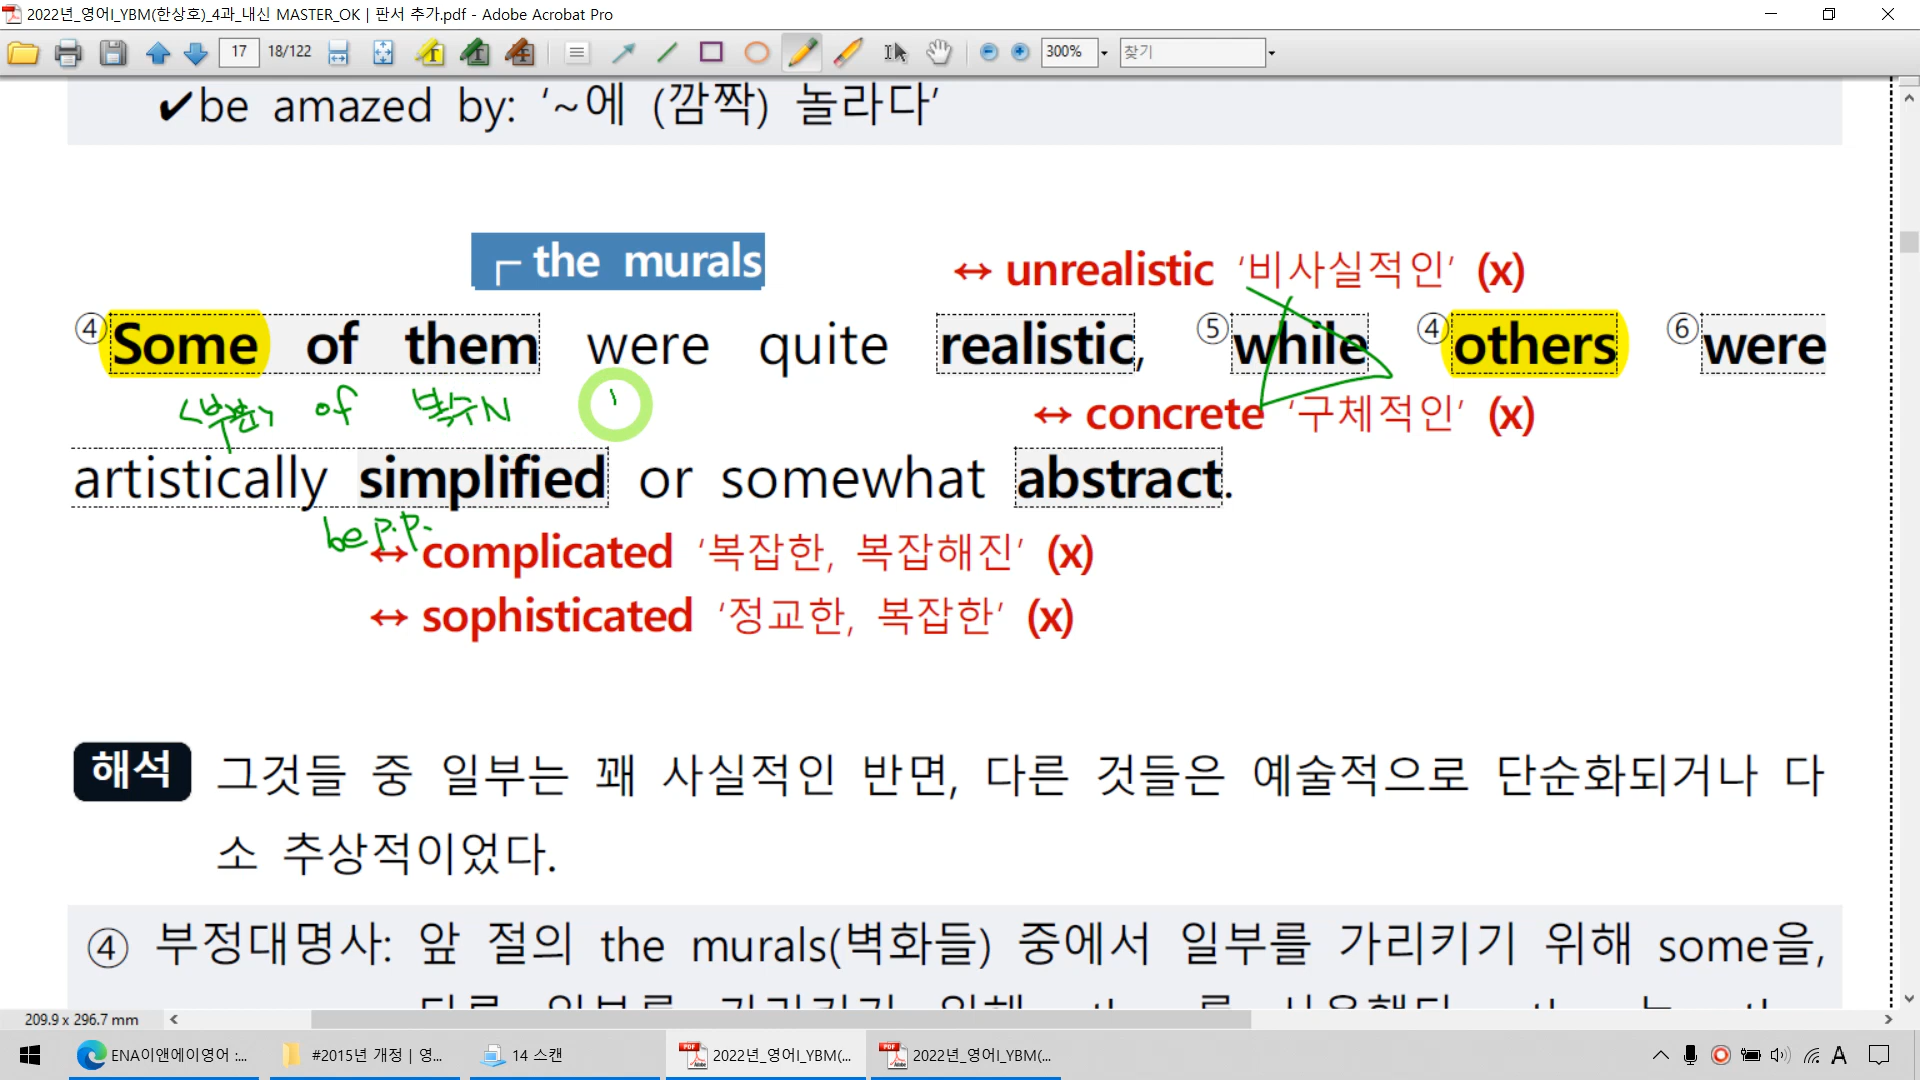 2022년_영어I_YBM(한상호)_4과_내신 MASTER_OK | 판서 추가.pdf - Adobe Acrobat Pro
17 18/122 300% 찾기
✔be amazed by: ‘~에 (깜짝) 놀라다’
┌ the murals
↔ unrealistic ‘비사실적인’ (x)
④Some of them were quite realistic, ⑤while ④others ⑥were
<부분> of 복수N
↔ concrete ‘구체적인’ (x)
artistically simplified or somewhat abstract.
be p.p.
↔ complicated ‘복잡한, 복잡해진’ (x)
↔ sophisticated ‘정교한, 복잡한’ (x)
해석 그것들 중 일부는 꽤 사실적인 반면, 다른 것들은 예술적으로 단순화되거나 다
소 추상적이었다.
④ 부정대명사: 앞 절의 the murals(벽화들) 중에서 일부를 가리키기 위해 some을,
209.9 x 296.7 mm
ENA이앤에이영어 :... #2015년 개정 | 영... 14 스캔 2022년_영어I_YBM(... 2022년_영어I_YBM(... A